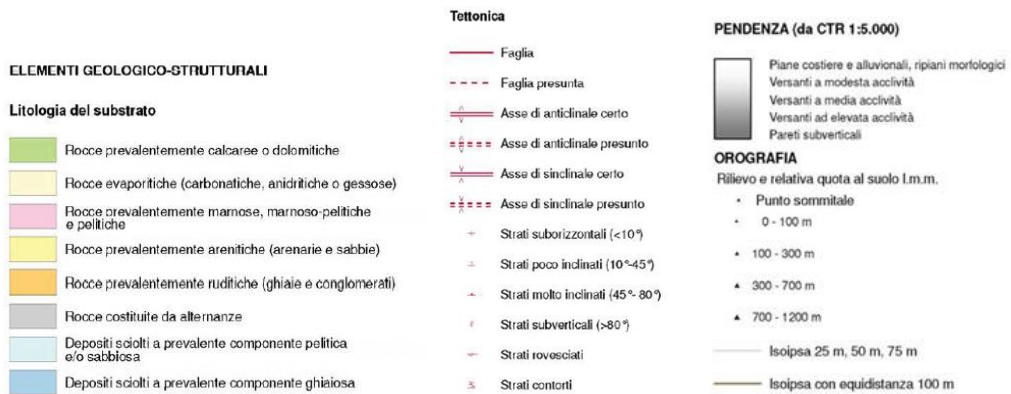 ELEMENTI GEOLOGICO-STRUTTURALI
Litologia del substrato
Rocce prevalentemente calcaree o dolomitiche
Rocce evaporitiche (carbonatiche, anidritiche o gessose)
Rocce prevalentemente marnose, marnoso-pelitiche
e pelitiche
Rocce prevalentemente arenitiche (arenarie e sabbie)
Rocce prevalentemente ruditiche (ghiaie e conglomerati)
Rocce costituite da alternanze
Depositi sciolti a prevalente componente pelitica
e/o sabbiosa
Depositi sciolti a prevalente componente ghiaiosa
Tettonica
Faglia
Faglia presunta
Asse di anticlinale certo
Asse di anticlinale presunto
Asse di sinclinale certo
Asse di sinclinale presunto
Strati suborizzontali (<10°)
Strati poco inclinati (10°-45°)
Strati molto inclinati (45°- 80°)
Strati subverticali (>80°)
Strati rovesciati
Strati contorti
PENDENZA (da CTR 1:5.000)
Piane costiere e alluvionali, ripiani morfologici
Versanti a modesta acclività
Versanti a media acclività
Versanti ad elevata acclività
Pareti subverticali
OROGRAFIA
Rilievo e relativa quota al suolo l.m.m.
Punto sommitale
0 - 100 m
100 - 300 m
300 - 700 m
700 - 1200 m
Isoipsa 25 m, 50 m, 75 m
Isoipsa con equidistanza 100 m